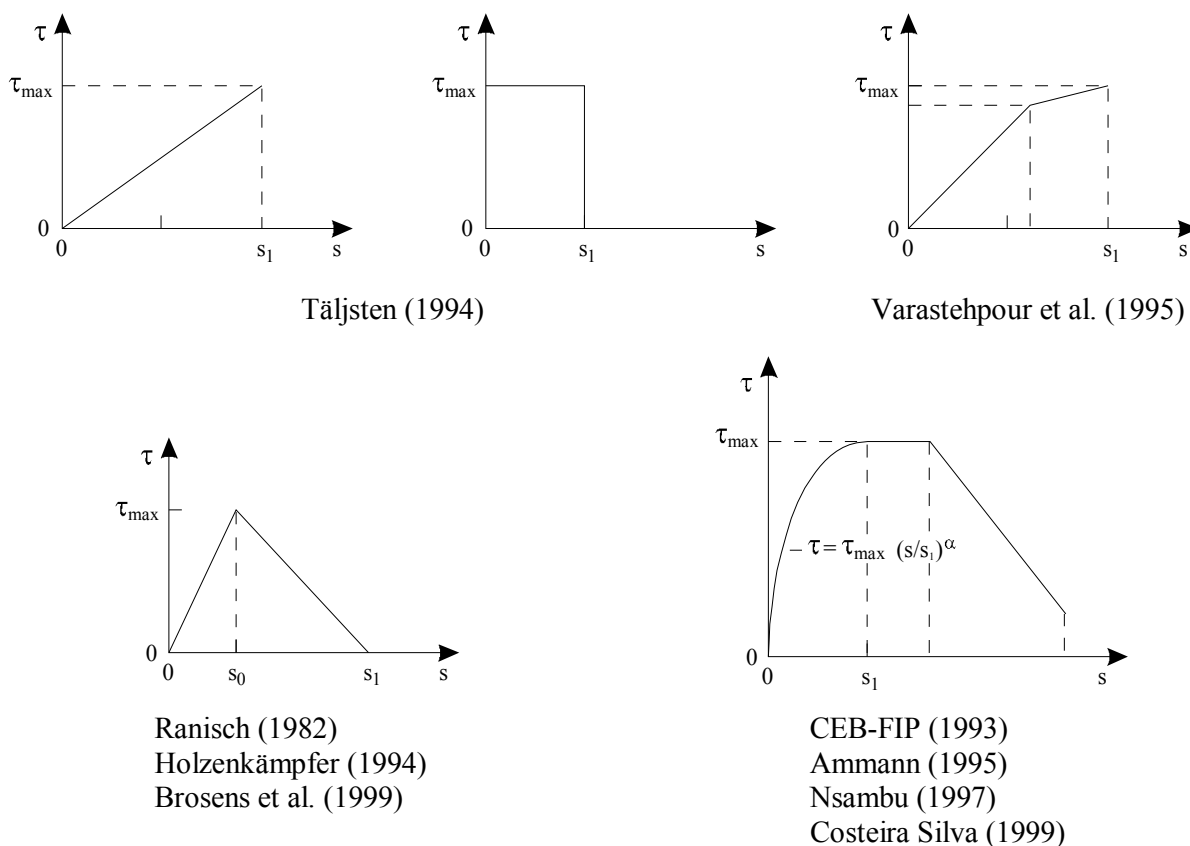 τ
τmax
0
0
s1
s
τ
τmax
0
0
s1
s
Täljsten (1994)
τ
τmax
0
0
s1
s
Varastehpour et al. (1995)
τ
τmax
0
0
s0
s1
s
Ranisch (1982)
Holzenkämpfer (1994)
Brosens et al. (1999)
τ
τmax
τ = τmax (s/s1)^α
0
0
s1
s
CEB-FIP (1993)
Ammann (1995)
Nsambu (1997)
Costeira Silva (1999)